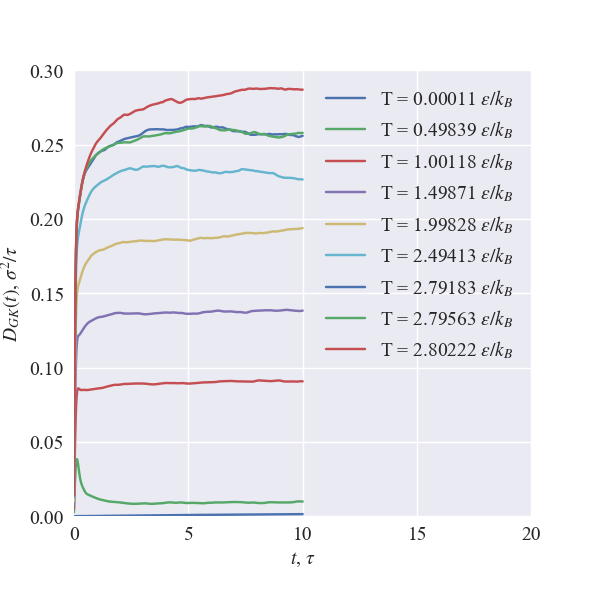 0.30
0.25
0.20
0.15
0.10
0.05
0.00
0
5
10
15
20
t, τ
D_{GK}(t), σ²/τ
T = 0.00011 ε/k_B
T = 0.49839 ε/k_B
T = 1.00118 ε/k_B
T = 1.49871 ε/k_B
T = 1.99828 ε/k_B
T = 2.49413 ε/k_B
T = 2.79183 ε/k_B
T = 2.79563 ε/k_B
T = 2.80222 ε/k_B